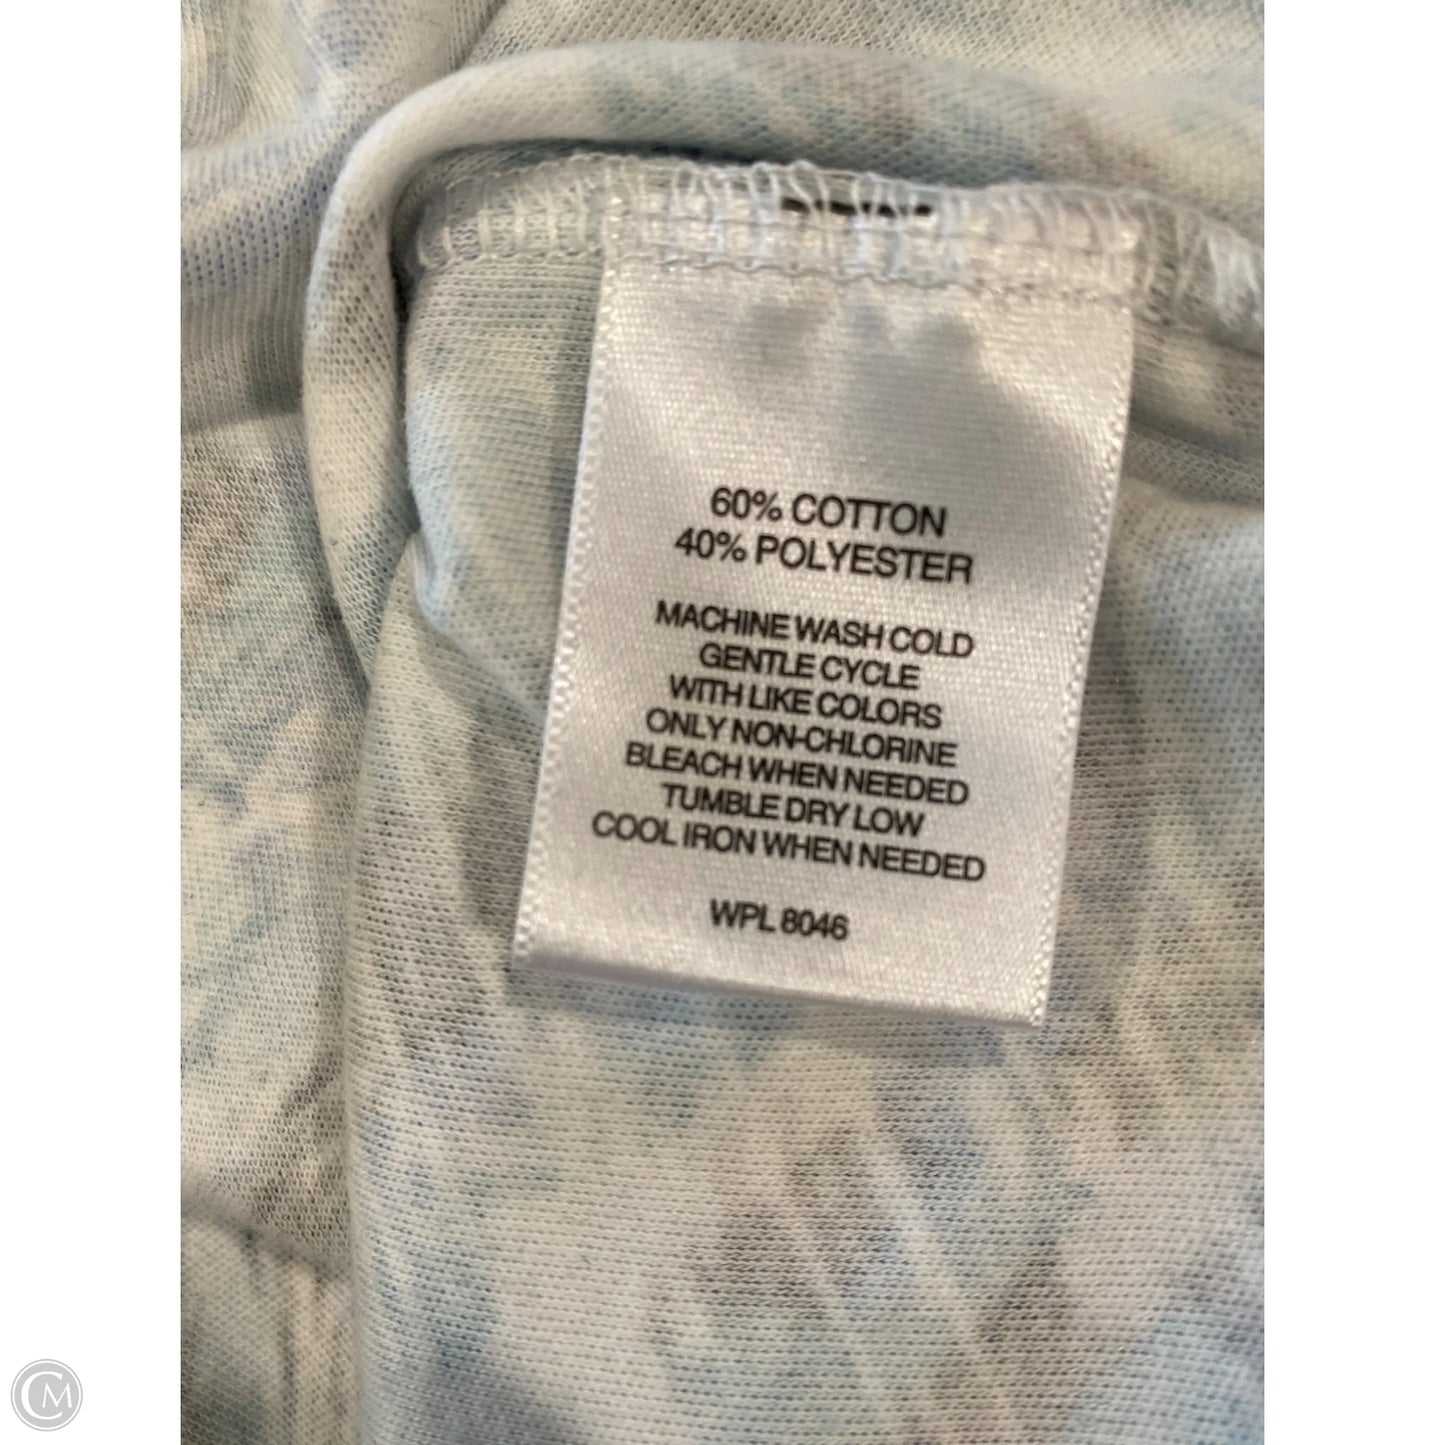 60% COTTON
40% POLYESTER
MACHINE WASH COLD
GENTLE CYCLE
WITH LIKE COLORS
ONLY NON-CHLORINE
BLEACH WHEN NEEDED
TUMBLE DRY LOW
COOL IRON WHEN NEEDED
WPL 8046
CM